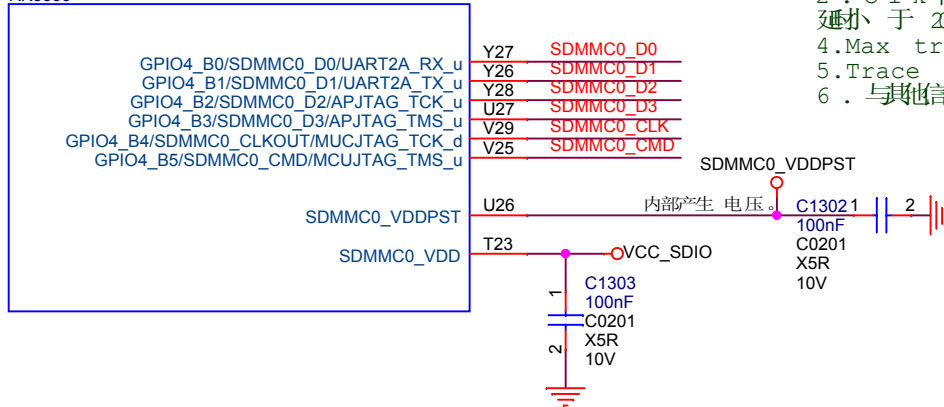 延时小 于 2
4.Max tr
5.Trace
6 . 与其他信
GPIO4_B0/SDMMC0_D0/UART2A_RX_u
Y27
SDMMC0_D0
GPIO4_B1/SDMMC0_D1/UART2A_TX_u
Y26
SDMMC0_D1
GPIO4_B2/SDMMC0_D2/APJTAG_TCK_u
Y28
SDMMC0_D2
GPIO4_B3/SDMMC0_D3/APJTAG_TMS_u
U27
SDMMC0_D3
GPIO4_B4/SDMMC0_CLKOUT/MUCJTAG_TCK_d
V29
SDMMC0_CLK
GPIO4_B5/SDMMC0_CMD/MCUJTAG_TMS_u
V25
SDMMC0_CMD
SDMMC0_VDDPST
SDMMC0_VDDPST
U26
内部产生 电压。
C1302
1
2
100nF
C0201
X5R
10V
SDMMC0_VDD
T23
VCC_SDIO
1
C1303
100nF
C0201
X5R
2
10V